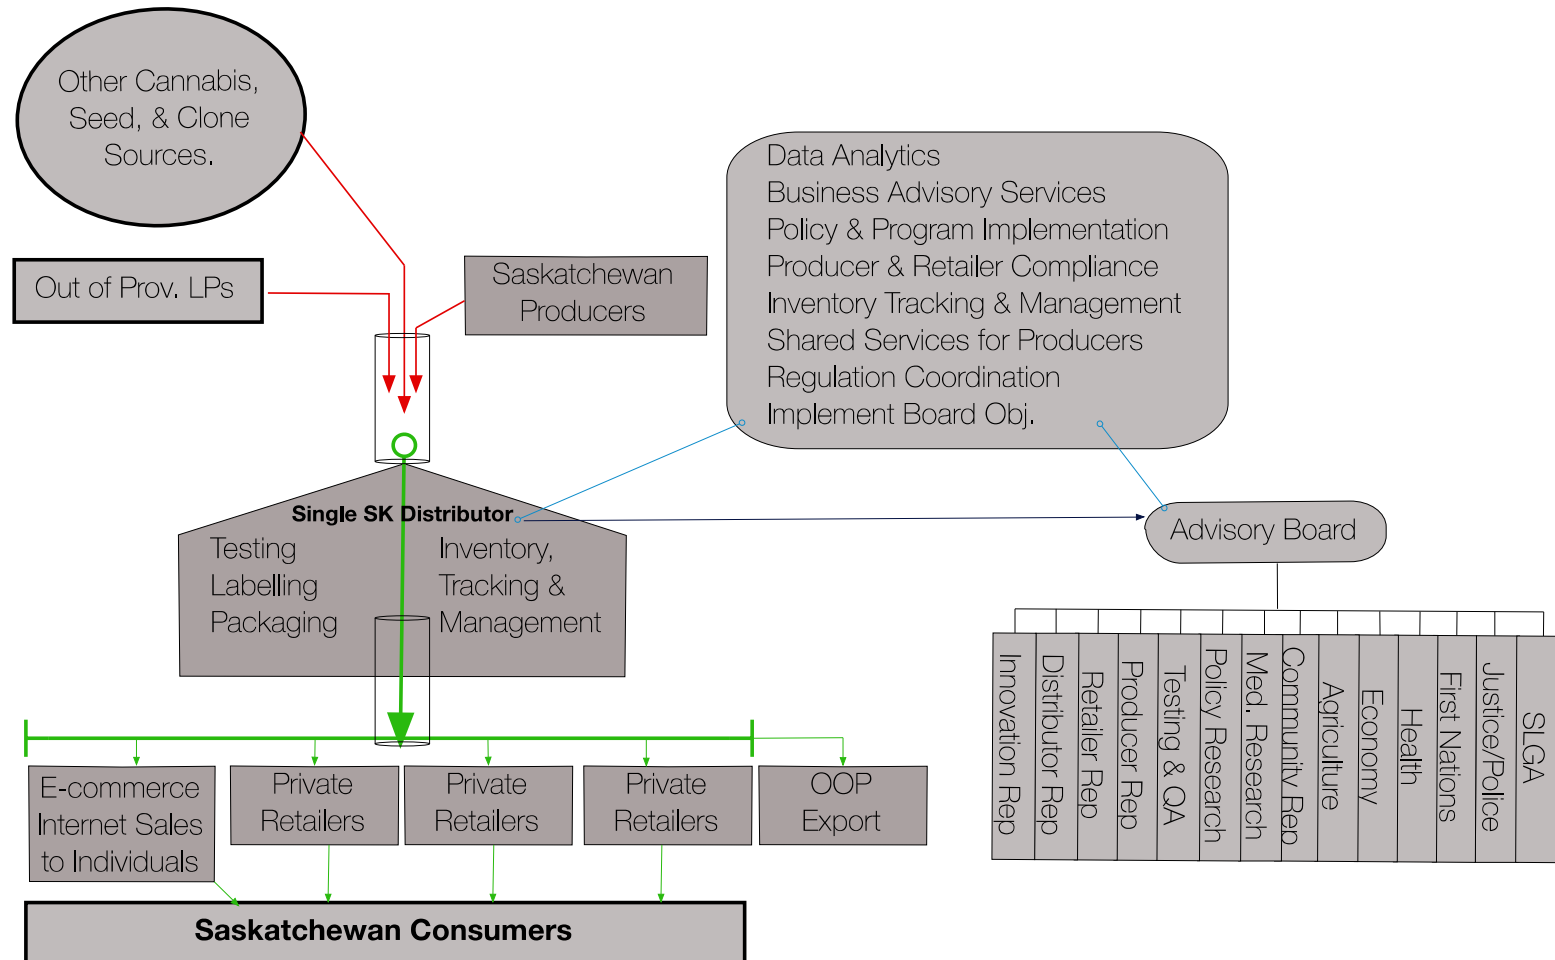 Other Cannabis,
Seed, & Clone
Sources.
Out of Prov. LPs
Saskatchewan
Producers
Data Analytics
Business Advisory Services
Policy & Program Implementation
Producer & Retailer Compliance
Inventory Tracking & Management
Shared Services for Producers
Regulation Coordination
Implement Board Obj.
Single SK Distributor
Testing
Labelling
Packaging
Inventory,
Tracking &
Management
Advisory Board
Innovation Rep
Distributor Rep
Retailer Rep
Producer Rep
Testing & QA
Policy Research
Med. Research
Community Rep
Agriculture
Economy
Health
First Nations
Justice/Police
SLGA
E-commerce
Internet Sales
to Individuals
Private
Retailers
Private
Retailers
Private
Retailers
OOP
Export
Saskatchewan Consumers